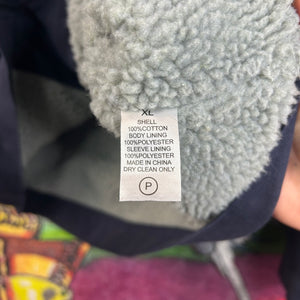 XL
SHELL
100%COTTON
BODY LINING
100%POLYESTER
SLEEVE LINING
100%POLYESTER
MADE IN CHINA
DRY CLEAN ONLY
P